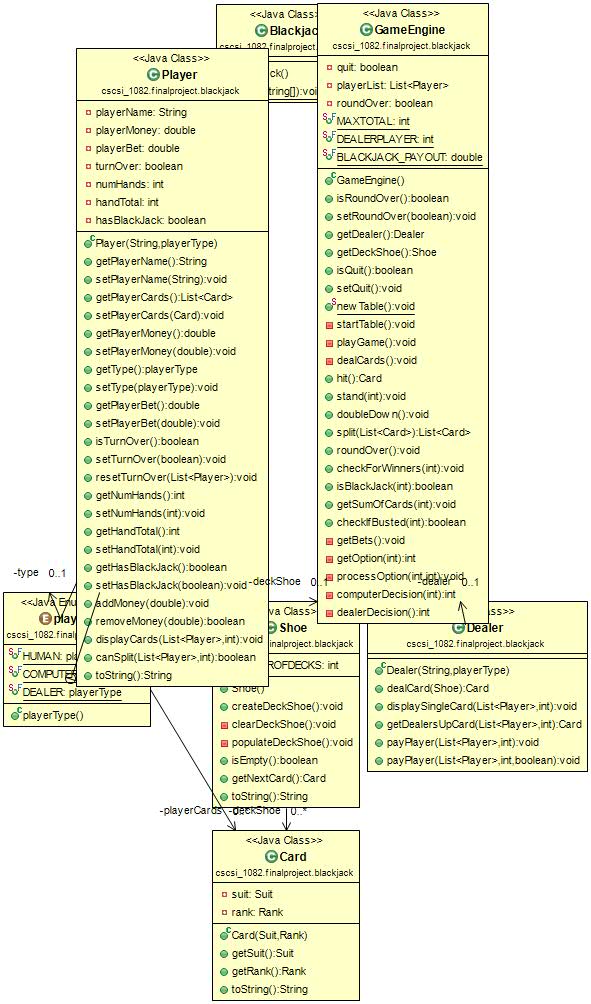 <<Java Class>>
Blackjac
cscsi_1082.final
ck()
tring[]):voi
<<Java Class>>
GameEngine
cscsi_1082.finalproject.blackjack
quit: boolean
playerList: List<Player>
roundOver: boolean
MAXTOTAL: int
DEALERPLAYER: int
BLACKJACK_PAYOUT: double
GameEngine()
isRoundOver():boolean
setRoundOver(boolean):void
getDealer():Dealer
getDeckShoe():Shoe
isQuit():boolean
setQuit():void
newTable():void
startTable():void
playGame():void
dealCards():void
hit():Card
stand(int):void
doubleDown():void
split(List<Card>):List<Card>
roundOver():void
checkForWinners(int):void
isBlackJack(int):boolean
getSumOfCards(int):void
checkIfBusted(int):boolean
getBets():void
getOption(int):int
processOption(int,int):void
computerDecision(int):int
dealerDecision():int
<<Java Class>>
Player
cscsi_1082.finalproject.blackjack
playerName: String
playerMoney: double
playerBet: double
turnOver: boolean
numHands: int
handTotal: int
hasBlackJack: boolean
Player(String,playerType)
getPlayerName():String
setPlayerName(String):void
getPlayerCards():List<Card>
setPlayerCards(Card):void
getPlayerMoney():double
setPlayerMoney(double):void
getType():playerType
setType(playerType):void
getPlayerBet():double
setPlayerBet(double):void
isTurnOver():boolean
setTurnOver(boolean):void
resetTurnOver(List<Player>):void
getNumHands():int
setNumHands(int):void
getHandTotal():int
setHandTotal(int):void
getHasBlackJack():boolean
setHasBlackJack(boolean):void
addMoney(double):void
removeMoney(double):boolean
displayCards(List<Player>,int):void
canSplit(List<Player>,int):boolean
toString():String
-type 0..1
-deckShoe 0..1
-dealer 0..1
<<Java Enu
play
cscsi_1082.final
HUMAN: pla
COMPUTE
DEALER: playerType
playerType()
ss>>
Shoe
lproject.blackjack
ROFDECKS: int
Shoe()
createDeckShoe():void
clearDeckShoe():void
populateDeckShoe():void
isEmpty():boolean
getNextCard():Card
toString():String
ass>>
Dealer
cscsi_1082.finalproject.blackjack
Dealer(String,playerType)
dealCard(Shoe):Card
displaySingleCard(List<Player>,int):void
getDealersUpCard(List<Player>,int):Card
payPlayer(List<Player>,int):void
payPlayer(List<Player>,int,boolean):void
-playerCards -deckShoe 0..*
<<Java Class>>
Card
cscsi_1082.finalproject.blackjack
suit: Suit
rank: Rank
Card(Suit,Rank)
getSuit():Suit
getRank():Rank
toString():String